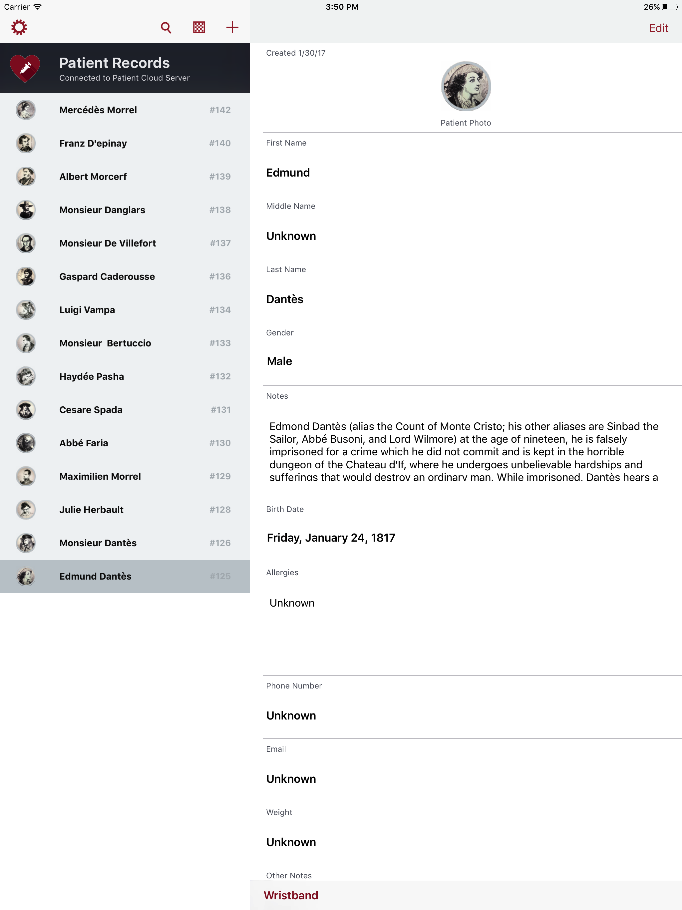 Carrier
3:50 PM
26%
Edit
Patient Records
Connected to Patient Cloud Server
Mercédès Morrel #142
Franz D'epinay #140
Albert Morcerf #139
Monsieur Danglars #138
Monsieur De Villefort #137
Gaspard Caderousse #136
Luigi Vampa #134
Monsieur Bertuccio #133
Haydée Pasha #132
Cesare Spada #131
Abbé Faria #130
Maximilien Morrel #129
Julie Herbault #128
Monsieur Dantès #126
Edmund Dantès #125
Created 1/30/17
Patient Photo
First Name
Edmund
Middle Name
Unknown
Last Name
Dantès
Gender
Male
Notes
Edmond Dantès (alias the Count of Monte Cristo; his other aliases are Sinbad the
Sailor, Abbé Busoni, and Lord Wilmore) at the age of nineteen, he is falsely
imprisoned for a crime which he did not commit and is kept in the horrible
dungeon of the Chateau d'If, where he undergoes unbelievable hardships and
sufferings that would destroy an ordinary man. While imprisoned, Dantès hears a
Birth Date
Friday, January 24, 1817
Allergies
Unknown
Phone Number
Unknown
Email
Unknown
Weight
Unknown
Other Notes
Wristband